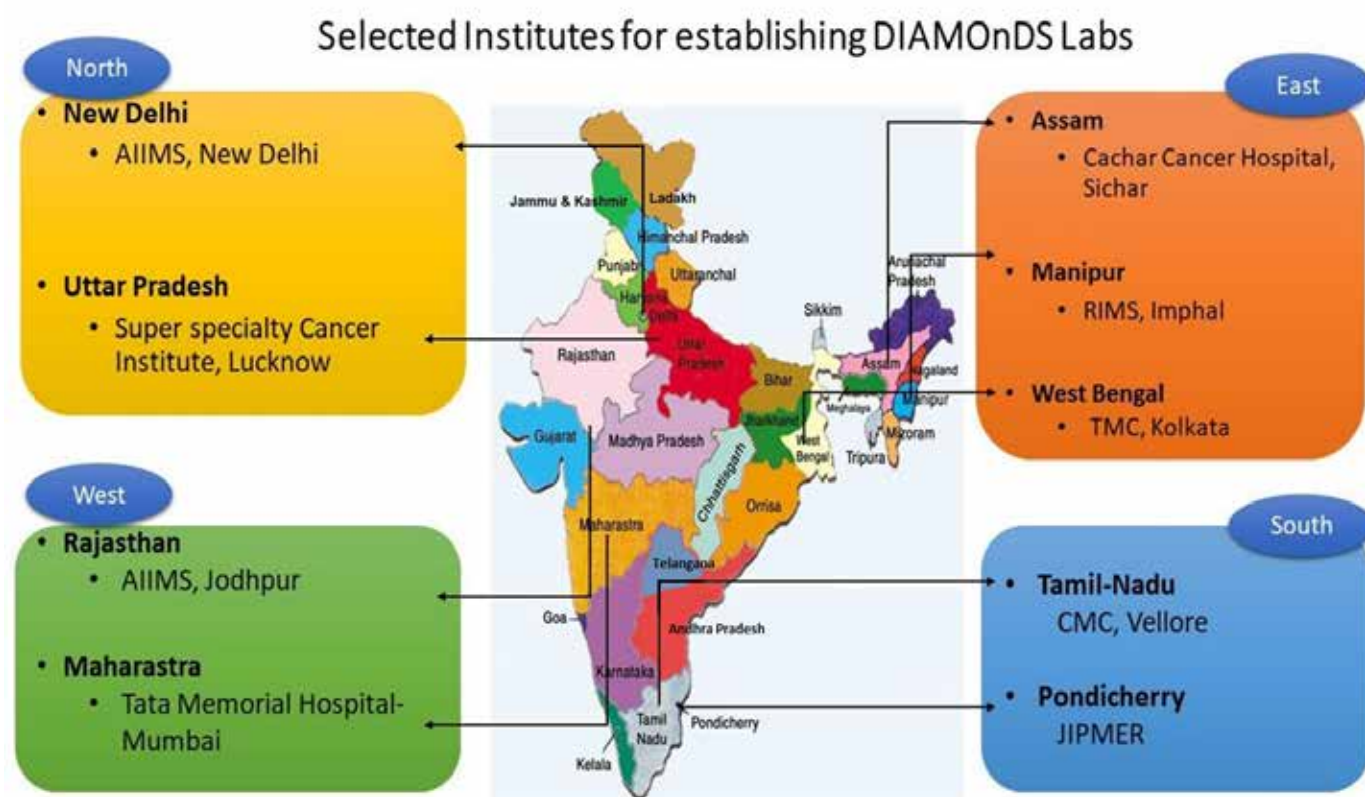 Selected Institutes for establishing DIAMOnDS Labs
North
• New Delhi
• AIIMS, New Delhi
• Uttar Pradesh
• Super specialty Cancer
Institute, Lucknow
West
• Rajasthan
• AIIMS, Jodhpur
• Maharastra
• Tata Memorial Hospital-
Mumbai
Ladakh
Jammu & Kashmir
Himanchal Pradesh
Punjab
Uttaranchal
Haryana
Delhi
Rajasthan
Uttar
Pradesh
Bihar
Sikkim
Arunachal
Pradesh
Assam
Nagaland
Meghalaya
Manipur
Mizoram
Tripura
West
Bengal
Jharkhand
Gujarat
Madhya Pradesh
Chhattisgarh
Orrisa
Maharastra
Telangana
Goa
Andhra Pradesh
Karnataka
Tamil
Nadu
Pondicherry
Kelala
East
• Assam
• Cachar Cancer Hospital,
Sichar
• Manipur
• RIMS, Imphal
• West Bengal
• TMC, Kolkata
South
• Tamil-Nadu
CMC, Vellore
• Pondicherry
JIPMER